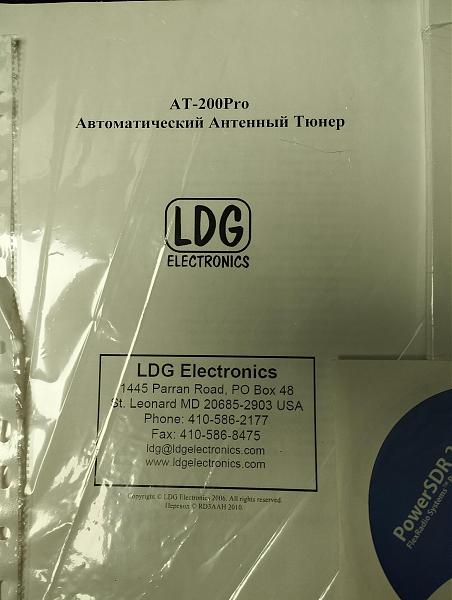 AT-200Pro
Автоматический Антенный Тюнер
LDG
ELECTRONICS
LDG Electronics
1445 Parran Road, PO Box 48
St. Leonard MD 20685-2903 USA
Phone: 410-586-2177
Fax: 410-586-8475
ldg@ldgelectronics.com
www.ldgelectronics.com
Copyright © LDG Electronics 2006. All rights reserved.
Перевод © RD3AAH 2010.
PowerSDR
FlexRadio Systems